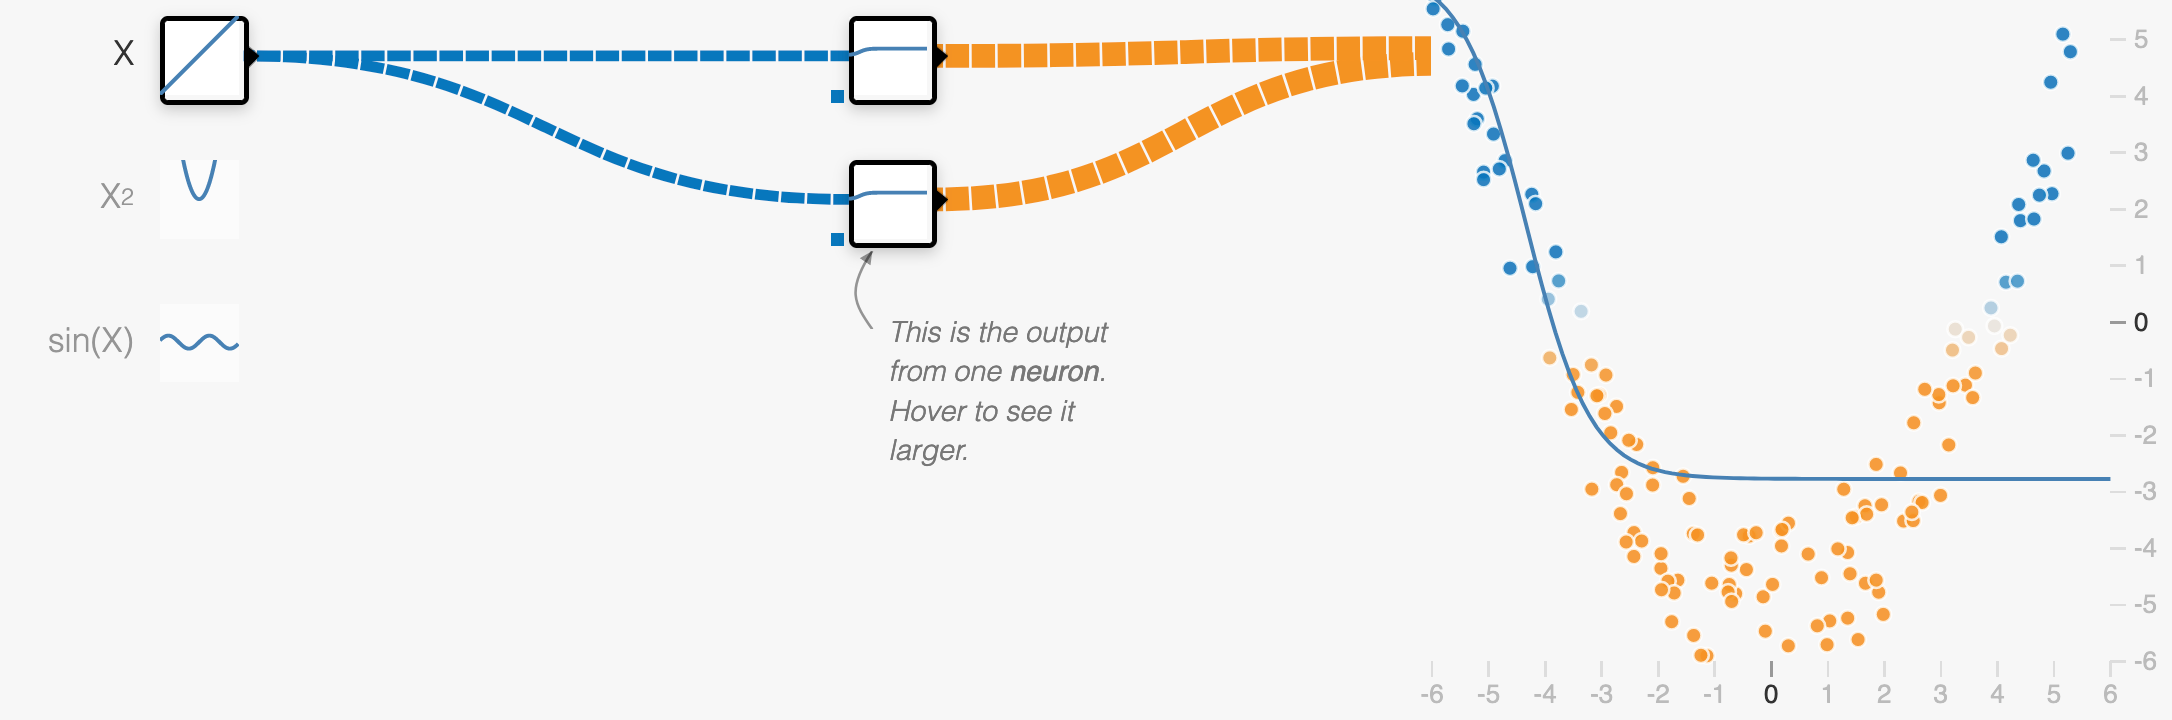 X
X2
sin(X)
This is the output
from one neuron.
Hover to see it
larger.
5
4
3
2
1
0
-1
-2
-3
-4
-5
-6
-6 -5 -4 -3 -2 -1 0 1 2 3 4 5 6